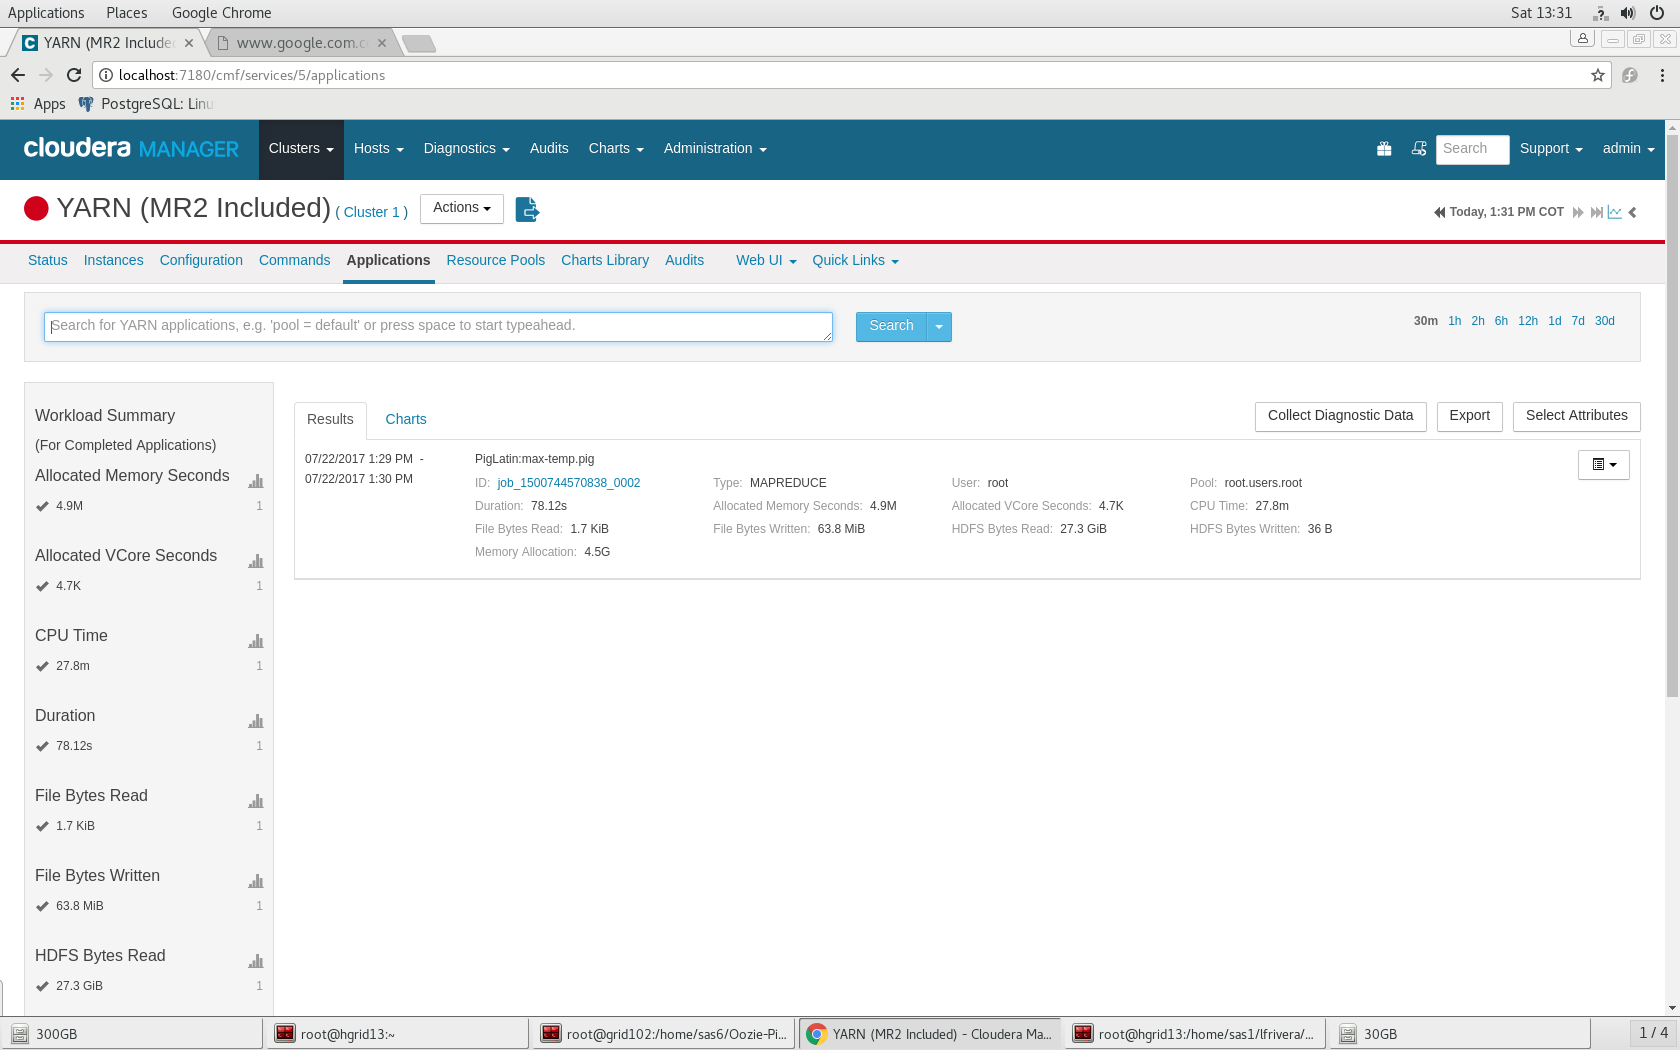 Applications Places Google Chrome Sat 13:31
YARN (MR2 Include www.google.com.c
localhost:7180/cmf/services/5/applications
Apps PostgreSQL: Linu
cloudera MANAGER Clusters Hosts Diagnostics Audits Charts Administration Search Support admin
YARN (MR2 Included) ( Cluster 1 ) Actions Today, 1:31 PM COT
Status Instances Configuration Commands Applications Resource Pools Charts Library Audits Web UI Quick Links
Search for YARN applications, e.g. 'pool = default' or press space to start typeahead. Search 30m 1h 2h 6h 12h 1d 7d 30d
Workload Summary
(For Completed Applications)
Allocated Memory Seconds
4.9M 1
Allocated VCore Seconds
4.7K 1
CPU Time
27.8m 1
Duration
78.12s 1
File Bytes Read
1.7 KiB 1
File Bytes Written
63.8 MiB 1
HDFS Bytes Read
27.3 GiB 1
Results Charts Collect Diagnostic Data Export Select Attributes
07/22/2017 1:29 PM - PigLatin:max-temp.pig
07/22/2017 1:30 PM
ID: job_1500744570838_0002 Type: MAPREDUCE User: root Pool: root.users.root
Duration: 78.12s Allocated Memory Seconds: 4.9M Allocated VCore Seconds: 4.7K CPU Time: 27.8m
File Bytes Read: 1.7 KiB File Bytes Written: 63.8 MiB HDFS Bytes Read: 27.3 GiB HDFS Bytes Written: 36 B
Memory Allocation: 4.5G
300GB root@hgrid13:~ root@grid102:/home/sas6/Oozie-Pi... YARN (MR2 Included) - Cloudera Ma... root@hgrid13:/home/sas1/lfrivera/... 30GB 1 / 4